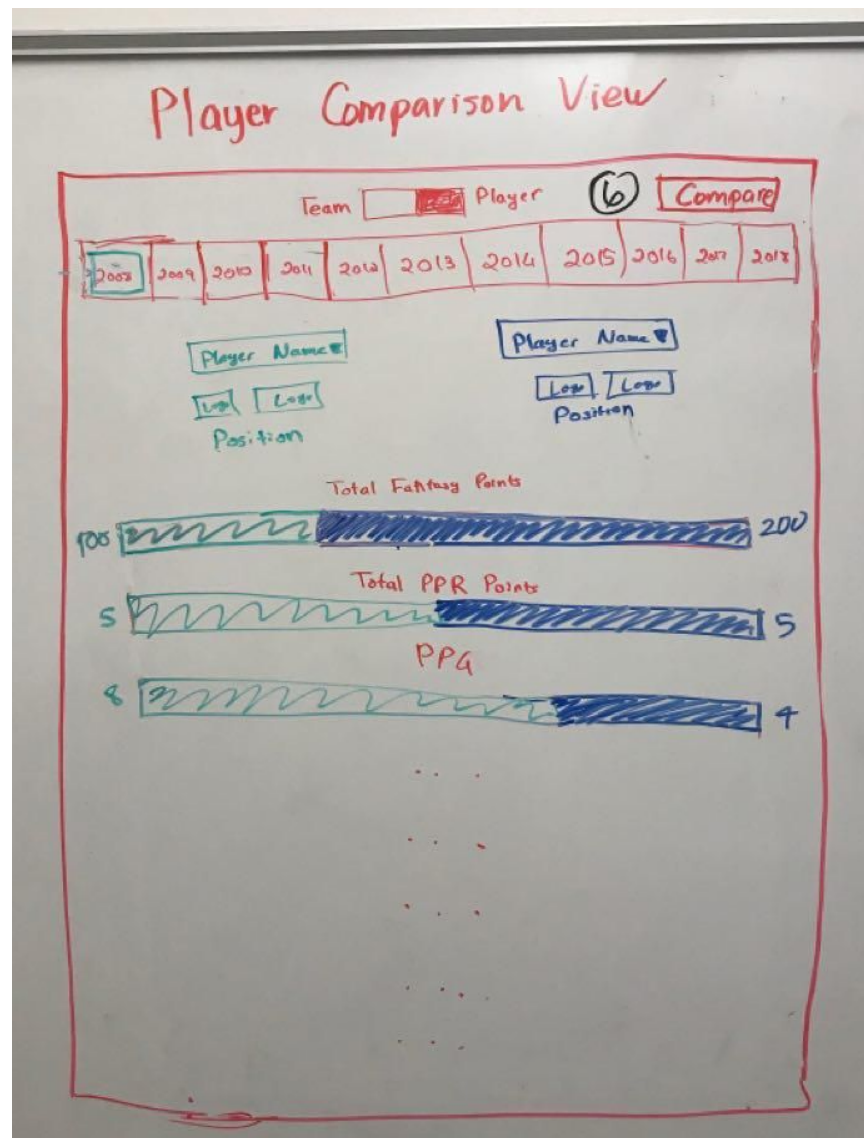 Player Comparison View
Team Player 6 Compare
2008 2009 2010 2011 2012 2013 2014 2015 2016 2017 2018
Player Name Player Name
Logo Logo Logo Logo
Position Position
Total Fantasy Points
100 200
Total PPR Points
5 5
PPG
8 4